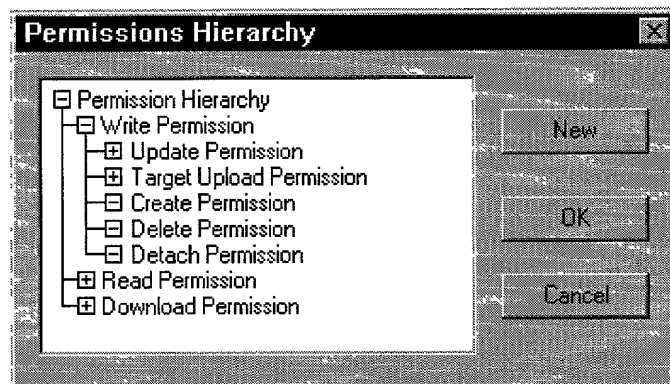 Permissions Hierarchy
Permission Hierarchy
Write Permission
Update Permission
Target Upload Permission
Create Permission
Delete Permission
Detach Permission
Read Permission
Download Permission
New
OK
Cancel